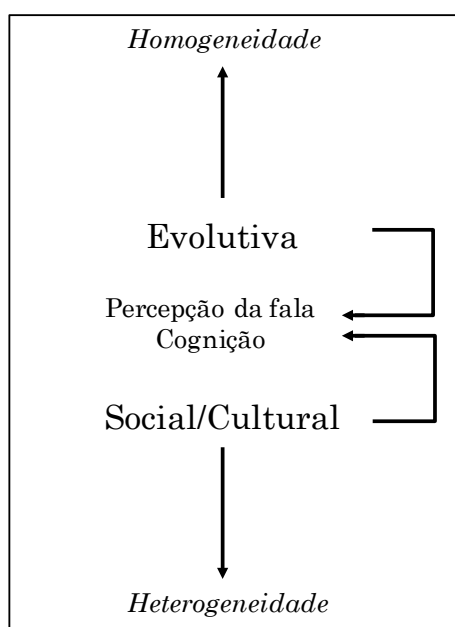 Homogeneidade
Evolutiva
Percepção da fala
Cognição
Social/Cultural
Heterogeneidade